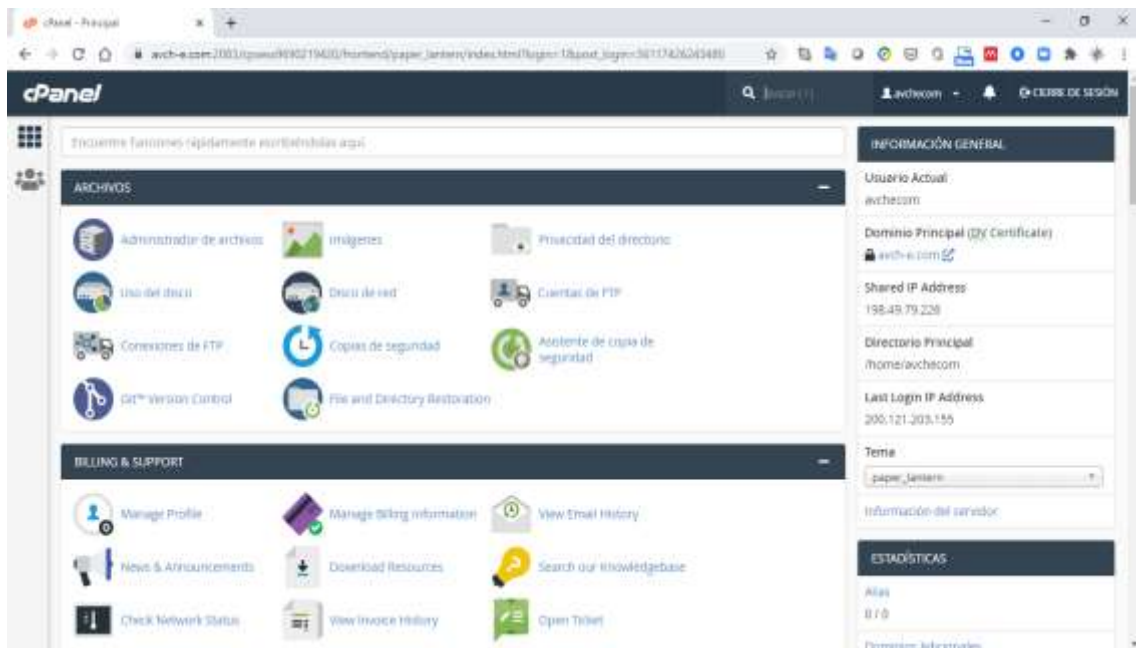 cPanel - Principal
cPanel
avchecom
CIERRE DE SESIÓN
Encuentre funciones rápidamente escribiéndolas aquí
ARCHIVOS
Administrador de archivos
Imágenes
Privacidad del directorio
Uso del disco
Disco de red
Cuentas de FTP
Conexiones de FTP
Copias de seguridad
Asistente de copia de
seguridad
Git™ Version Control
File and Directory Restoration
BILLING & SUPPORT
Manage Profile
Manage Billing Information
View Email History
News & Announcements
Download Resources
Search our Knowledgebase
Check Network Status
View Invoice History
Open Ticket
INFORMACIÓN GENERAL
Usuario Actual
avchecom
Dominio Principal (DV Certificate)
avch-e.com
Shared IP Address
198.49.79.228
Directorio Principal
/home/avchecom
Last Login IP Address
200.121.203.155
Tema
paper_lantern
Información del servidor
ESTADÍSTICAS
Alias
0 / 0
Dominios Adicionales